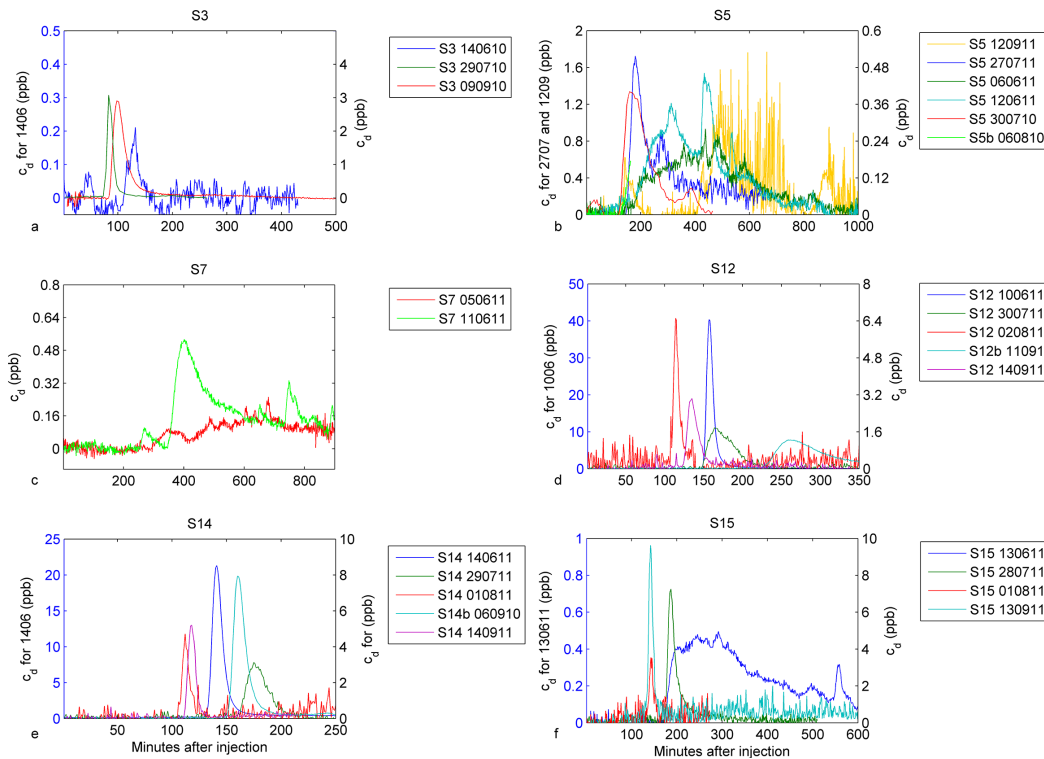 S3
0.5
0.4
0.3
0.2
0.1
0
c_d for 1406 (ppb)
4
3
2
1
0
c_d (ppb)
100 200 300 400 500
a
S3 140610
S3 290710
S3 090910
S5
2
1.6
1.2
0.8
0.4
0
c_d for 2707 and 1209 (ppb)
0.6
0.48
0.36
0.24
0.12
0
c_d (ppb)
200 400 600 800 1000
b
S5 120911
S5 270711
S5 060611
S5 120611
S5 300710
S5b 060810
S7
0.8
0.64
0.48
0.32
0.16
0
c_d (ppb)
200 400 600 800
c
S7 050611
S7 110611
S12
50
40
30
20
10
0
c_d for 1006 (ppb)
8
6.4
4.8
3.2
1.6
0
c_d (ppb)
50 100 150 200 250 300 350
d
S12 100611
S12 300711
S12 020811
S12b 11091
S12 140911
S14
25
20
15
10
5
0
c_d for 1406 (ppb)
10
8
6
4
2
0
c_d for (ppb)
50 100 150 200 250
Minutes after injection
e
S14 140611
S14 290711
S14 010811
S14b 060910
S14 140911
S15
1
0.8
0.6
0.4
0.2
0
c_d for 130611 (ppb)
10
8
6
4
2
0
c_d (ppb)
100 200 300 400 500 600
Minutes after injection
f
S15 130611
S15 280711
S15 010811
S15 130911